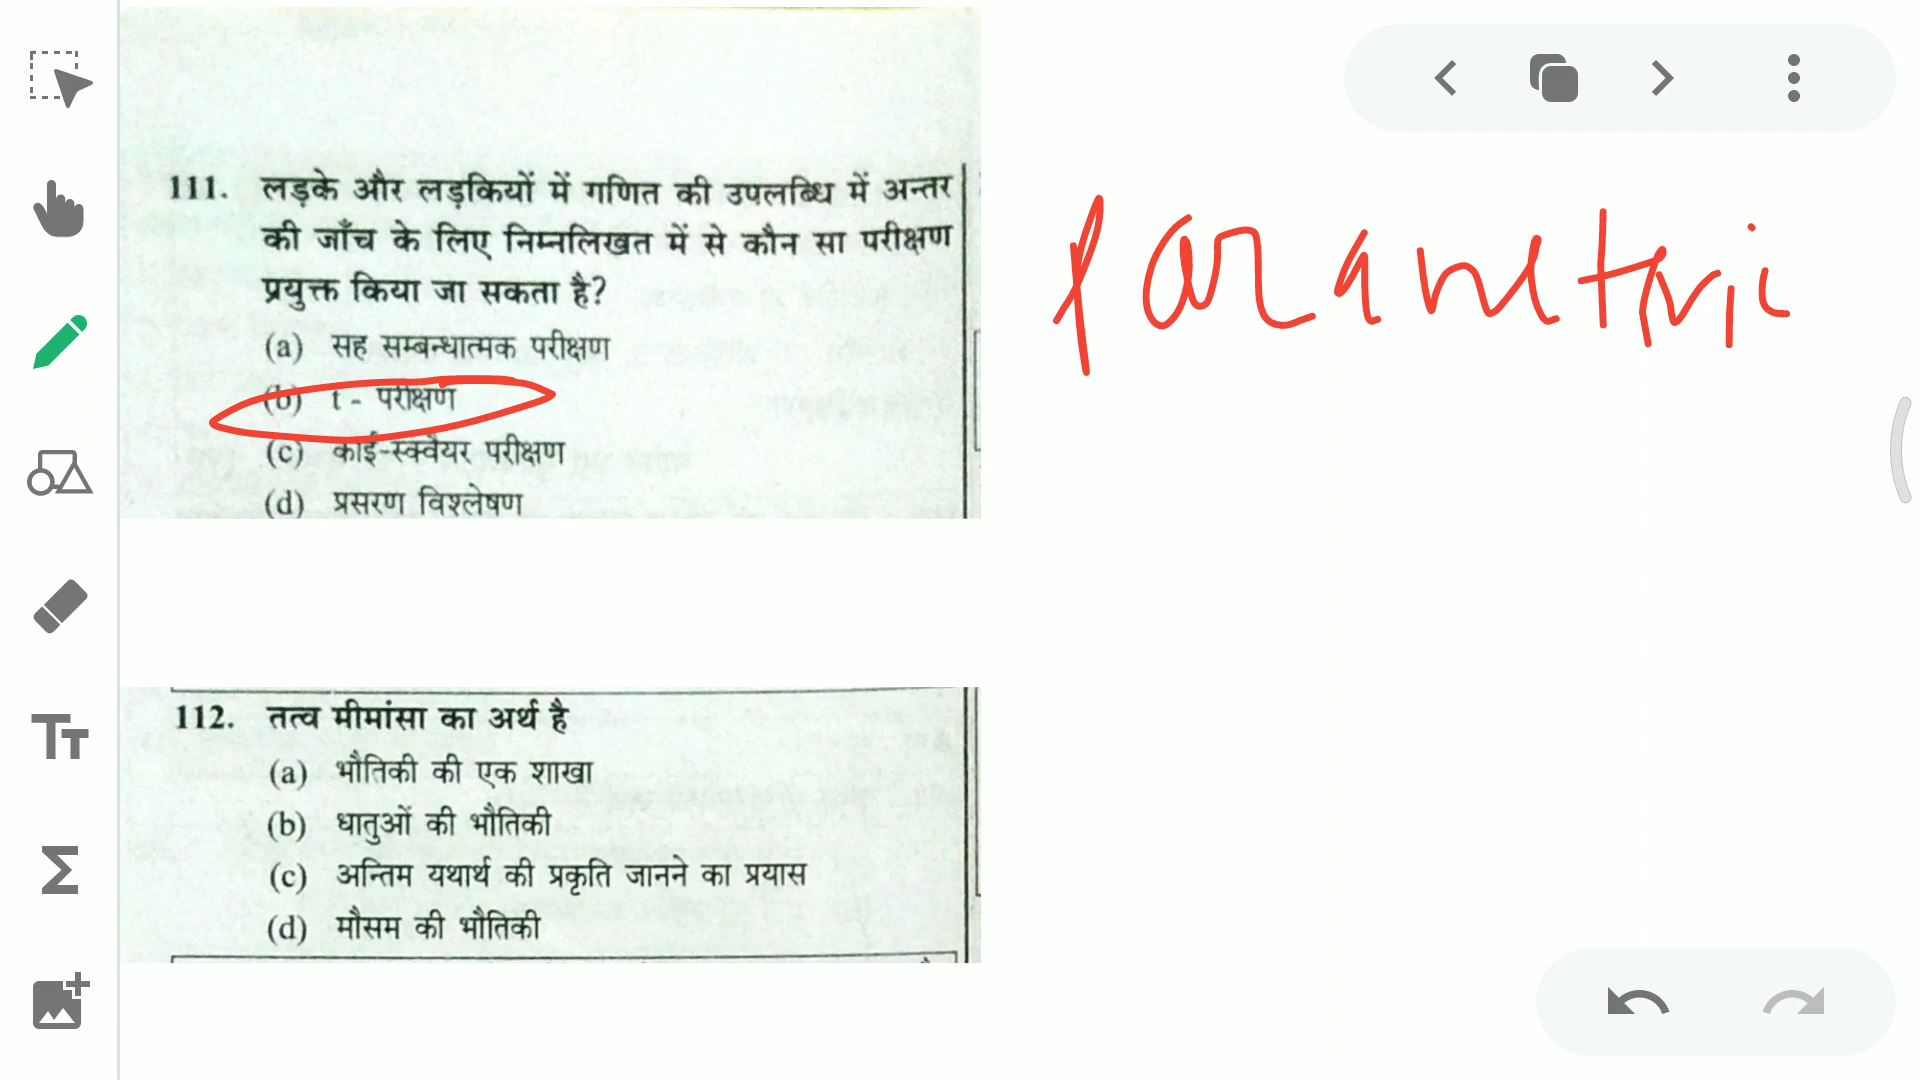 111. लड़के और लड़कियों में गणित की उपलब्धि में अन्तर
की जाँच के लिए निम्नलिखत में से कौन सा परीक्षण
प्रयुक्त किया जा सकता है?
(a) सह सम्बन्धात्मक परीक्षण
(b) t - परीक्षण
(c) काई-स्क्वैयर परीक्षण
(d) प्रसरण विश्लेषण
Parametric
112. तत्व मीमांसा का अर्थ है
(a) भौतिकी की एक शाखा
(b) धातुओं की भौतिकी
(c) अन्तिम यथार्थ की प्रकृति जानने का प्रयास
(d) मौसम की भौतिकी